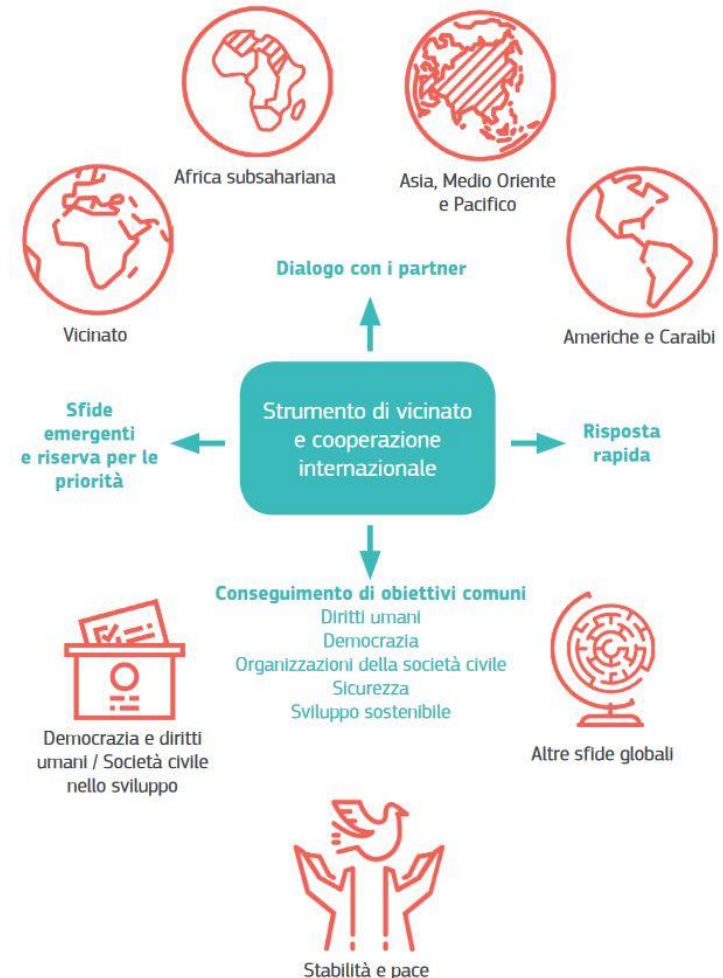 Africa subsahariana
Asia, Medio Oriente
e Pacifico
Vicinato
Americhe e Caraibi
Dialogo con i partner
Sfide
emergenti
e riserva per le
priorità
Strumento di vicinato
e cooperazione
internazionale
Risposta
rapida
Conseguimento di obiettivi comuni
Diritti umani
Democrazia
Organizzazioni della società civile
Sicurezza
Sviluppo sostenibile
Democrazia e diritti
umani / Società civile
nello sviluppo
Altre sfide globali
Stabilità e pace